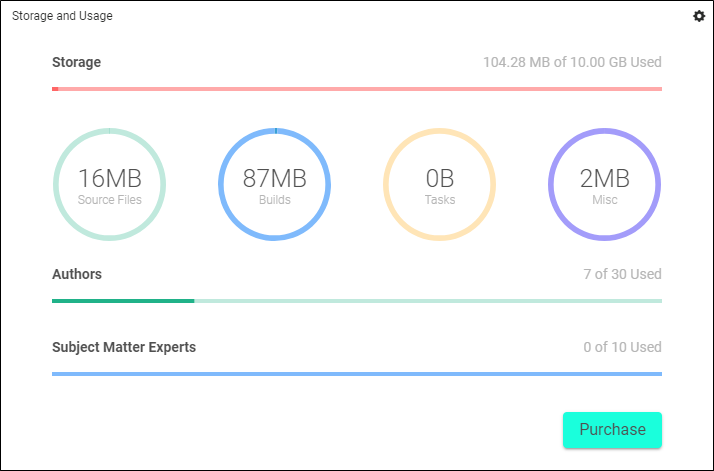 Storage and Usage
Storage 104.28 MB of 10.00 GB Used
16MB 87MB 0B 2MB
Source Files Builds Tasks Misc
Authors 7 of 30 Used
Subject Matter Experts 0 of 10 Used
Purchase